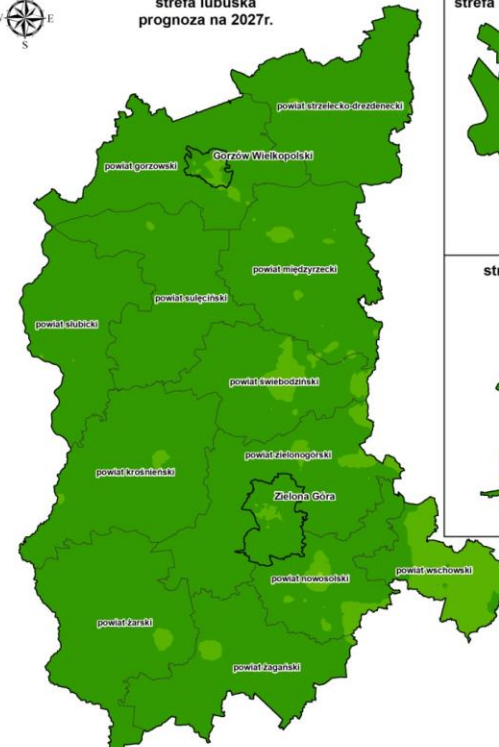 strefa lubuska
prognoza na 2027r.
strefa
E
S
powiat strzelecko-drezdenecki
Gorzów Wielkopolski
powiat gorzowski
powiat międzyrzecki
powiat sulęciński
powiat słubicki
powiat świebodziński
powiat zielonogórski
powiat krośnieński
Zielona Góra
powiat wschowski
powiat nowosolski
powiat żarski
powiat żagański